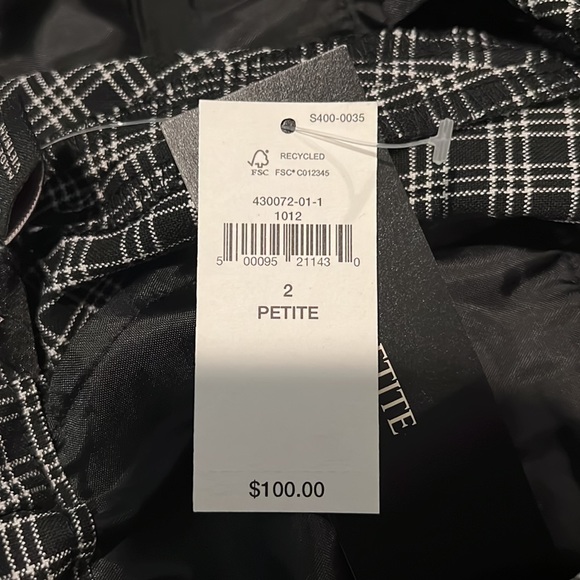 S400-0035
RECYCLED
FSC FSC® C012345
430072-01-1
1012
5 00095 21143 0
2
PETITE
$100.00